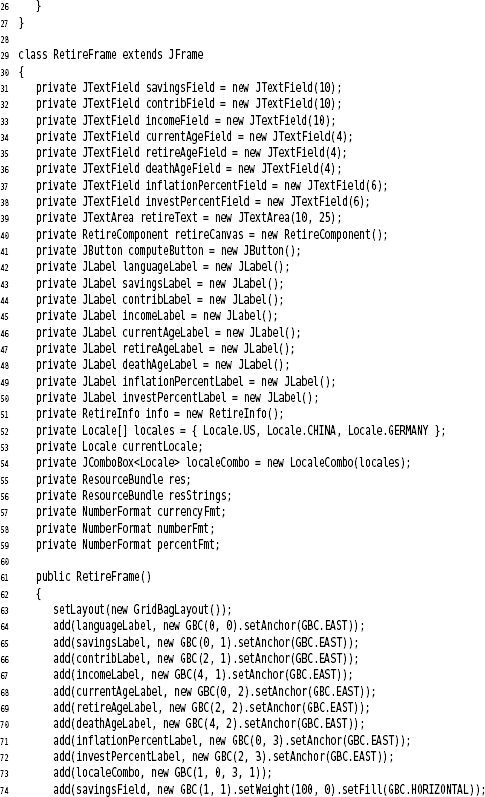 26    }
27 }
28
29 class RetireFrame extends JFrame
30 {
31    private JTextField savingsField = new JTextField(10);
32    private JTextField contribField = new JTextField(10);
33    private JTextField incomeField = new JTextField(10);
34    private JTextField currentAgeField = new JTextField(4);
35    private JTextField retireAgeField = new JTextField(4);
36    private JTextField deathAgeField = new JTextField(4);
37    private JTextField inflationPercentField = new JTextField(6);
38    private JTextField investPercentField = new JTextField(6);
39    private JTextArea retireText = new JTextArea(10, 25);
40    private RetireComponent retireCanvas = new RetireComponent();
41    private JButton computeButton = new JButton();
42    private JLabel languageLabel = new JLabel();
43    private JLabel savingsLabel = new JLabel();
44    private JLabel contribLabel = new JLabel();
45    private JLabel incomeLabel = new JLabel();
46    private JLabel currentAgeLabel = new JLabel();
47    private JLabel retireAgeLabel = new JLabel();
48    private JLabel deathAgeLabel = new JLabel();
49    private JLabel inflationPercentLabel = new JLabel();
50    private JLabel investPercentLabel = new JLabel();
51    private RetireInfo info = new RetireInfo();
52    private Locale[] locales = { Locale.US, Locale.CHINA, Locale.GERMANY };
53    private Locale currentLocale;
54    private JComboBox<Locale> localeCombo = new LocaleCombo(locales);
55    private ResourceBundle res;
56    private ResourceBundle resStrings;
57    private NumberFormat currencyFmt;
58    private NumberFormat numberFmt;
59    private NumberFormat percentFmt;
60
61    public RetireFrame()
62    {
63       setLayout(new GridBagLayout());
64       add(languageLabel, new GBC(0, 0).setAnchor(GBC.EAST));
65       add(savingsLabel, new GBC(0, 1).setAnchor(GBC.EAST));
66       add(contribLabel, new GBC(2, 1).setAnchor(GBC.EAST));
67       add(incomeLabel, new GBC(4, 1).setAnchor(GBC.EAST));
68       add(currentAgeLabel, new GBC(0, 2).setAnchor(GBC.EAST));
69       add(retireAgeLabel, new GBC(2, 2).setAnchor(GBC.EAST));
70       add(deathAgeLabel, new GBC(4, 2).setAnchor(GBC.EAST));
71       add(inflationPercentLabel, new GBC(0, 3).setAnchor(GBC.EAST));
72       add(investPercentLabel, new GBC(2, 3).setAnchor(GBC.EAST));
73       add(localeCombo, new GBC(1, 0, 3, 1));
74       add(savingsField, new GBC(1, 1).setWeight(100, 0).setFill(GBC.HORIZONTAL));